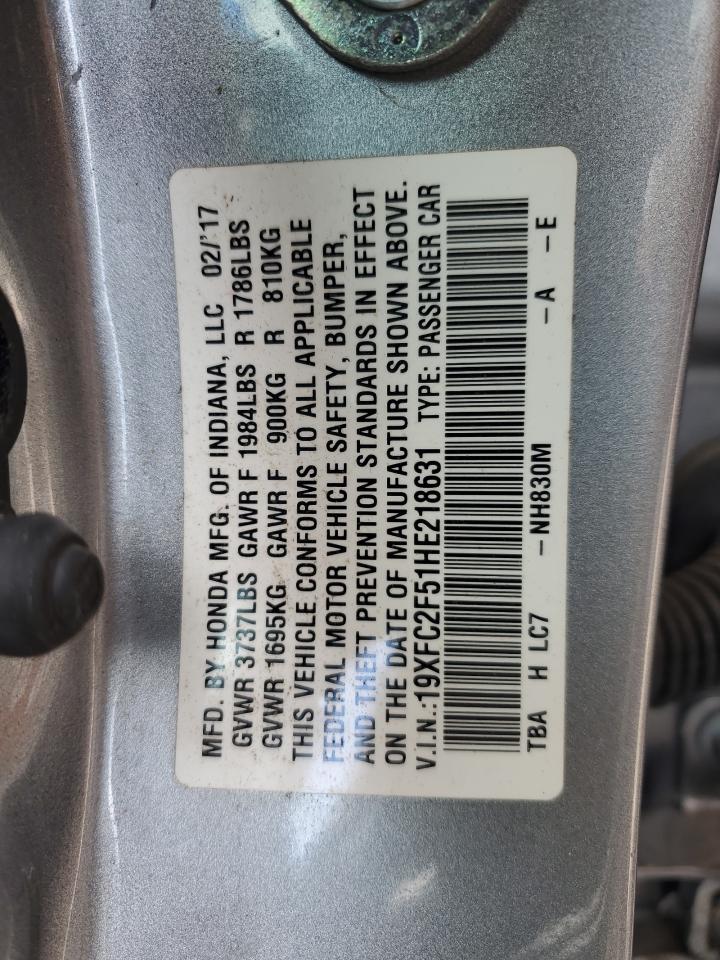 MFD. BY HONDA MFG. OF INDIANA, LLC 02/'17
GVWR 3737LBS GAWR F 1984LBS R 1786LBS
GVWR 1695KG GAWR F 900KG R 810KG
THIS VEHICLE CONFORMS TO ALL APPLICABLE
FEDERAL MOTOR VEHICLE SAFETY, BUMPER,
AND THEFT PREVENTION STANDARDS IN EFFECT
ON THE DATE OF MANUFACTURE SHOWN ABOVE.
V.I.N.:19XFC2F51HE218631 TYPE: PASSENGER CAR
TBA H LC7 -NH830M -A -E